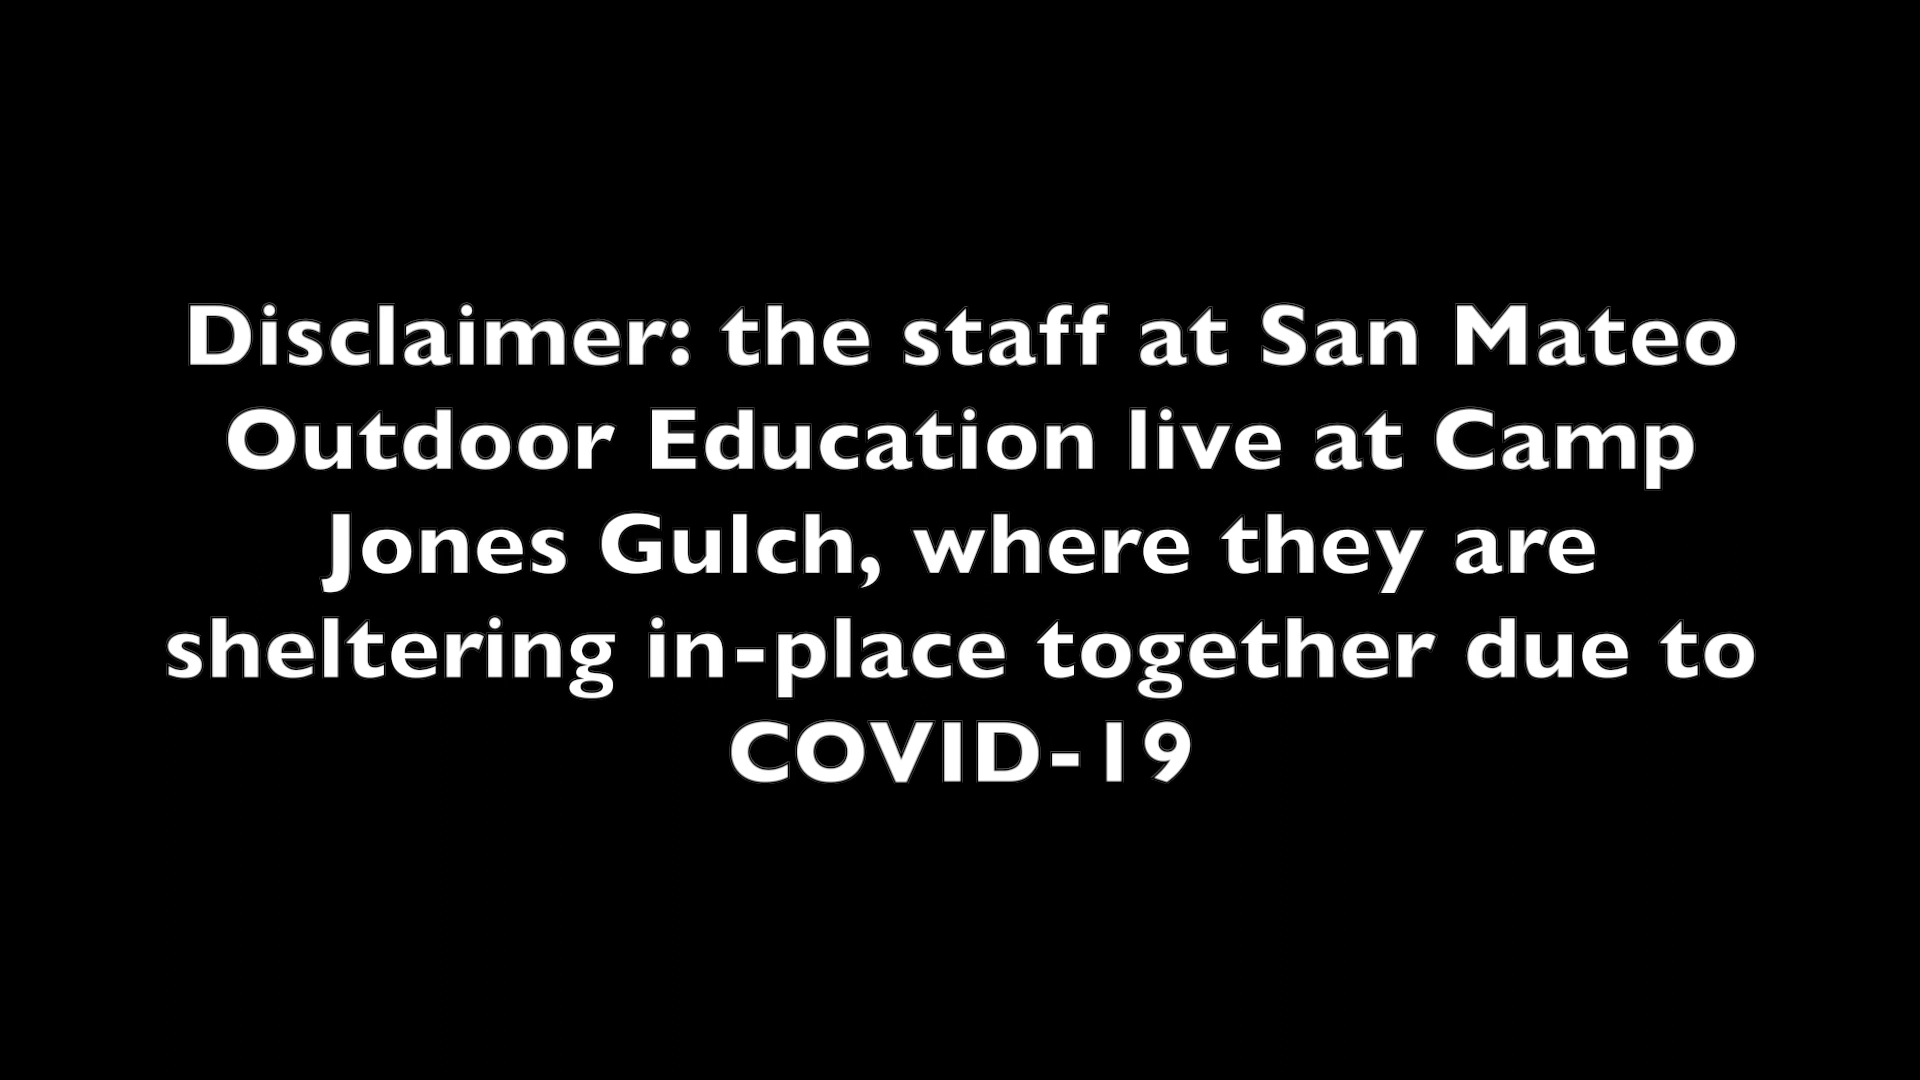 Disclaimer: the staff at San Mateo
Outdoor Education live at Camp
Jones Gulch, where they are
sheltering in-place together due to
COVID-19